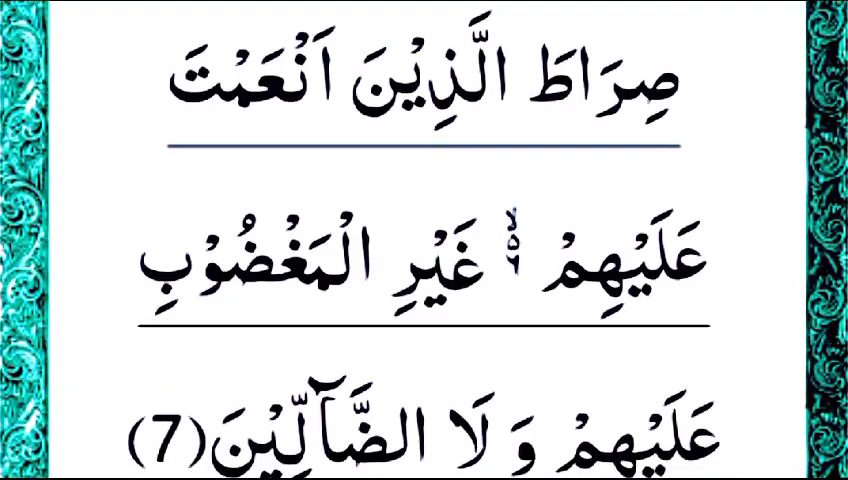 صِرَاطَ الَّذِیْنَ اَنْعَمْتَ
عَلَیْهِمْ ۙ۬ۦ غَیْرِ الْمَغْضُوْبِ
عَلَیْهِمْ وَ لَا الضَّآلِّیْنَ(7)